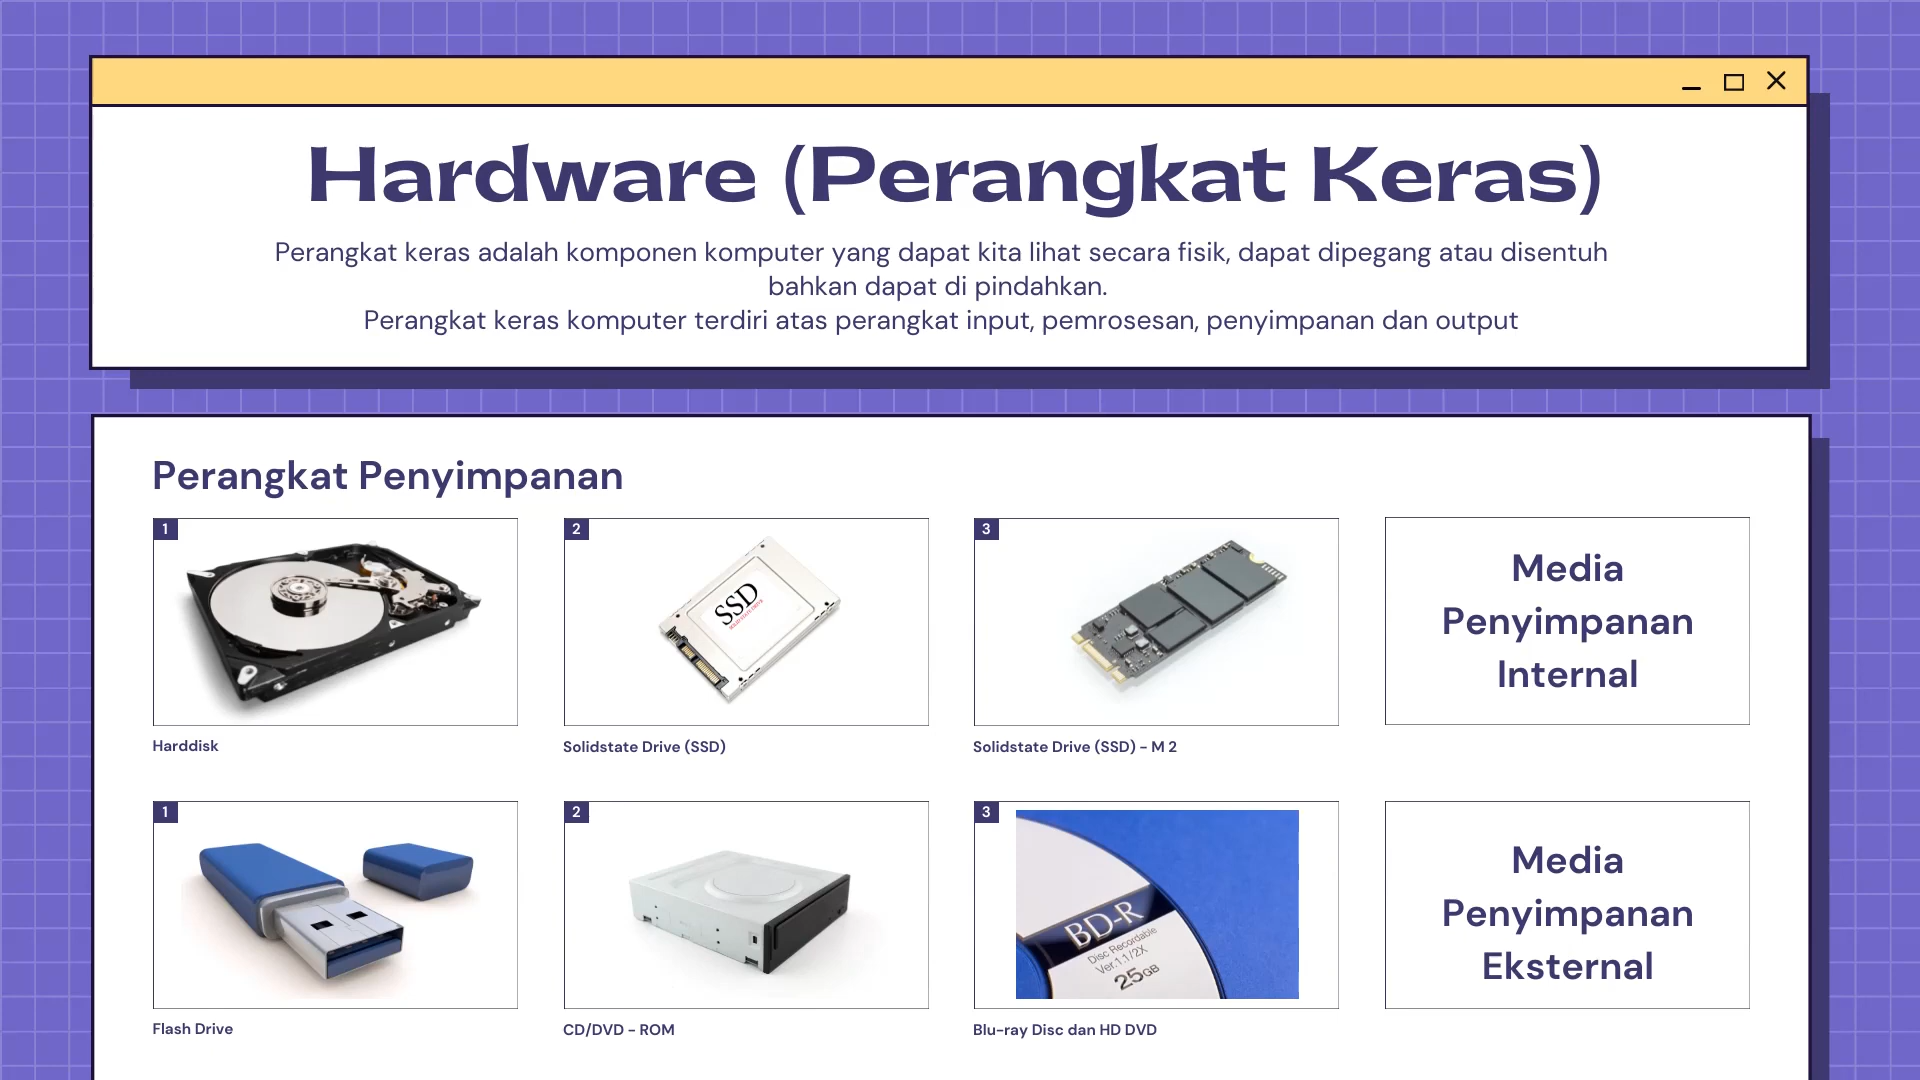 Hardware (Perangkat Keras)
Perangkat keras adalah komponen komputer yang dapat kita lihat secara fisik, dapat dipegang atau disentuh
bahkan dapat di pindahkan.
Perangkat keras komputer terdiri atas perangkat input, pemrosesan, penyimpanan dan output
Perangkat Penyimpanan
1
2
SSD
3
Media
Penyimpanan
Internal
Harddisk
Solidstate Drive (SSD)
Solidstate Drive (SSD) - M 2
1
2
3
BD-R
Disc Recordable
Ver.1.1/2X
25GB
Media
Penyimpanan
Eksternal
Flash Drive
CD/DVD - ROM
Blu-ray Disc dan HD DVD